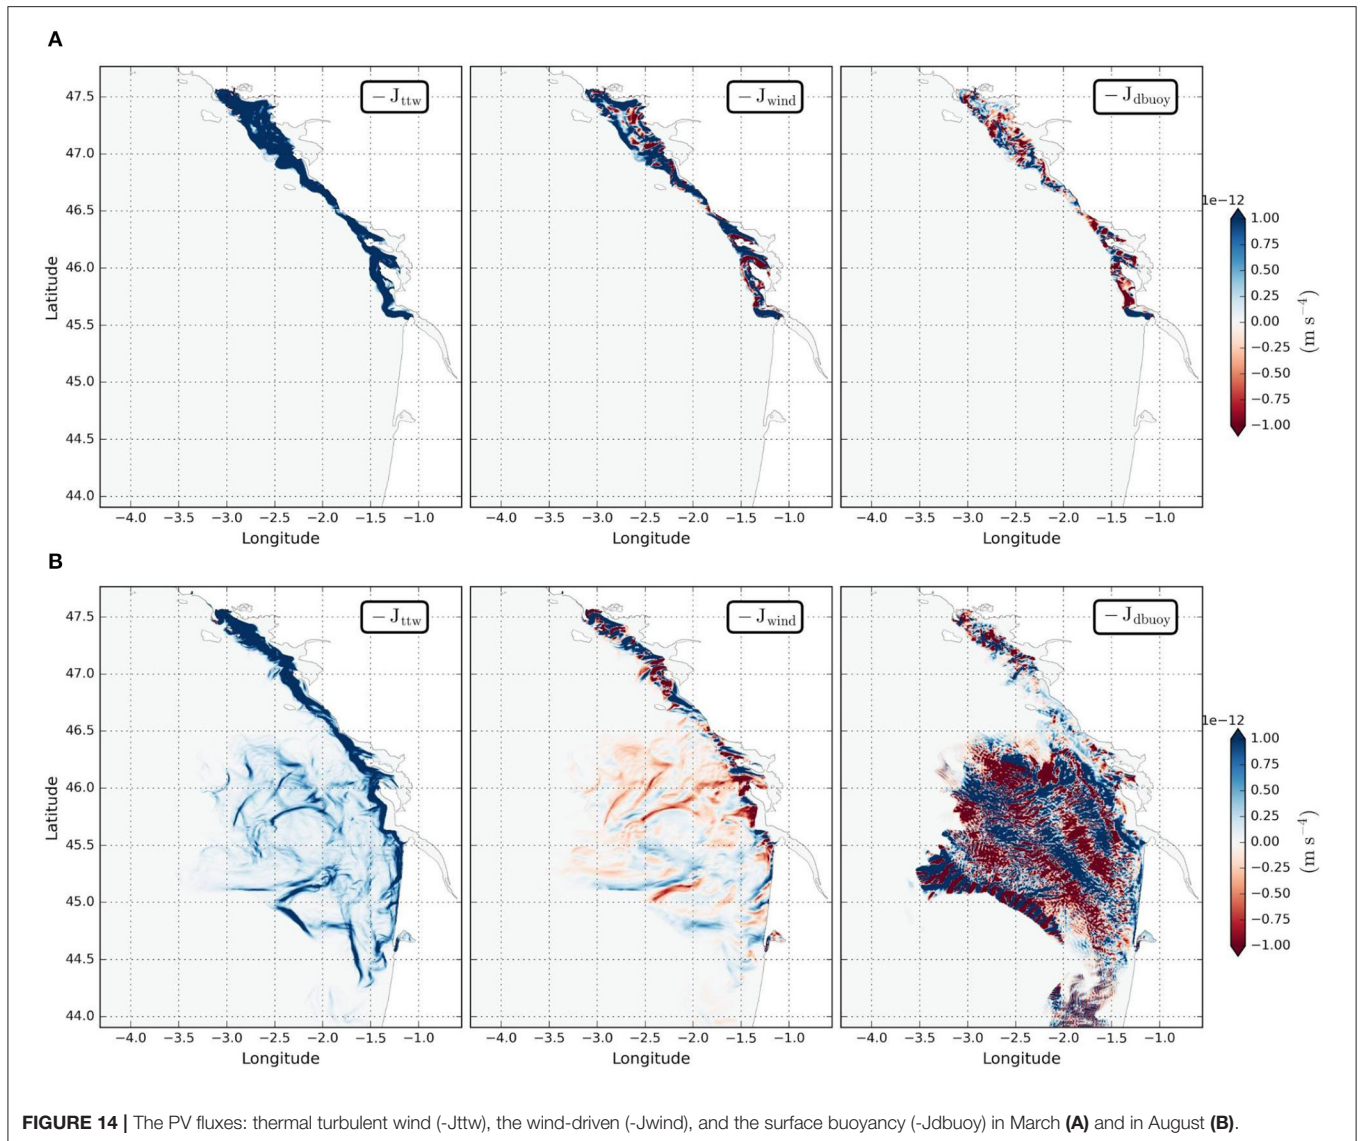 A
− J_ttw
− J_wind
− J_dbuoy
47.5
47.0
46.5
46.0
45.5
45.0
44.5
44.0
Latitude
−4.0 −3.5 −3.0 −2.5 −2.0 −1.5 −1.0
−4.0 −3.5 −3.0 −2.5 −2.0 −1.5 −1.0
−4.0 −3.5 −3.0 −2.5 −2.0 −1.5 −1.0
Longitude
Longitude
Longitude
1e−12
1.00
0.75
0.50
0.25
0.00
−0.25
−0.50
−0.75
−1.00
(m s⁻⁴)
B
− J_ttw
− J_wind
− J_dbuoy
47.5
47.0
46.5
46.0
45.5
45.0
44.5
44.0
Latitude
−4.0 −3.5 −3.0 −2.5 −2.0 −1.5 −1.0
−4.0 −3.5 −3.0 −2.5 −2.0 −1.5 −1.0
−4.0 −3.5 −3.0 −2.5 −2.0 −1.5 −1.0
Longitude
Longitude
Longitude
1e−12
1.00
0.75
0.50
0.25
0.00
−0.25
−0.50
−0.75
−1.00
(m s⁻⁴)
FIGURE 14 | The PV fluxes: thermal turbulent wind (-Jttw), the wind-driven (-Jwind), and the surface buoyancy (-Jdbuoy) in March (A) and in August (B).